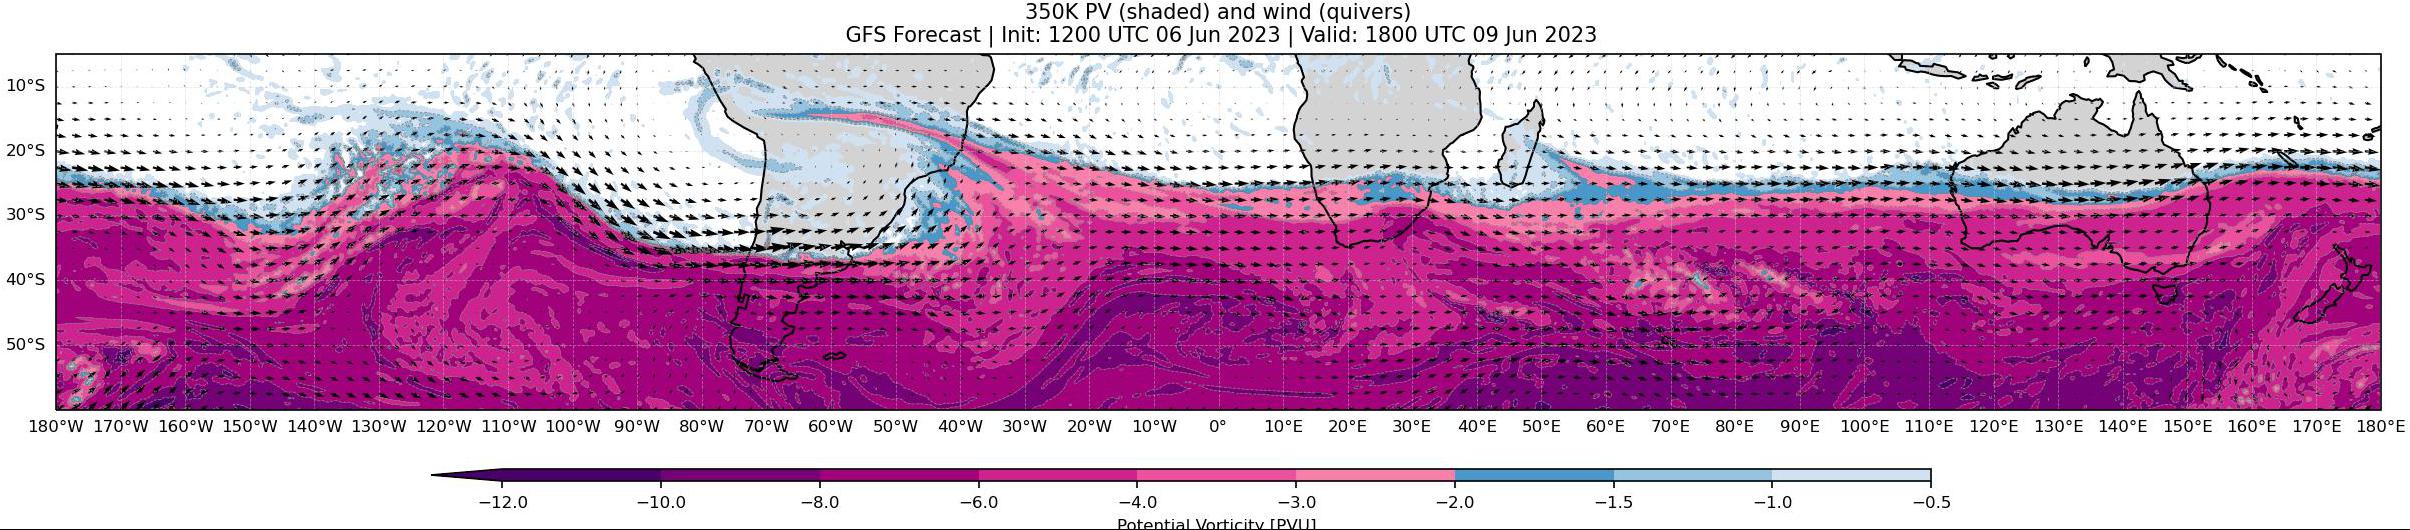 350K PV (shaded) and wind (quivers)
GFS Forecast | Init: 1200 UTC 06 Jun 2023 | Valid: 1800 UTC 09 Jun 2023
10°S
20°S
30°S
40°S
50°S
180°W 170°W 160°W 150°W 140°W 130°W 120°W 110°W 100°W 90°W 80°W 70°W 60°W 50°W 40°W 30°W 20°W 10°W 0° 10°E 20°E 30°E 40°E 50°E 60°E 70°E 80°E 90°E 100°E 110°E 120°E 130°E 140°E 150°E 160°E 170°E 180°E
−12.0 −10.0 −8.0 −6.0 −4.0 −3.0 −2.0 −1.5 −1.0 −0.5
Potential Vorticity [PVU]